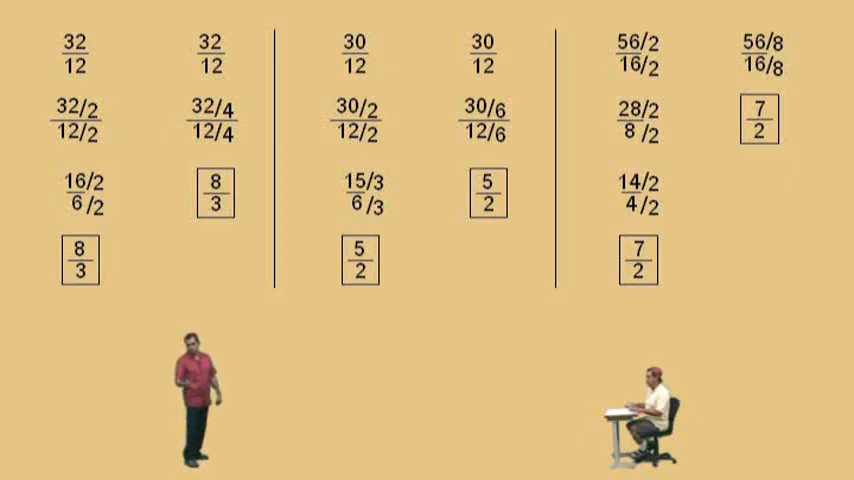 32/12 32/12 30/12 30/12 56/2 56/8
16/2 16/8
32/2 32/4 30/2 30/6 28/2 7/2
12/2 12/4 12/2 12/6 8/2
16/2 8/3 15/3 5/2 14/2
6/2 6/3 4/2
8/3 5/2 7/2